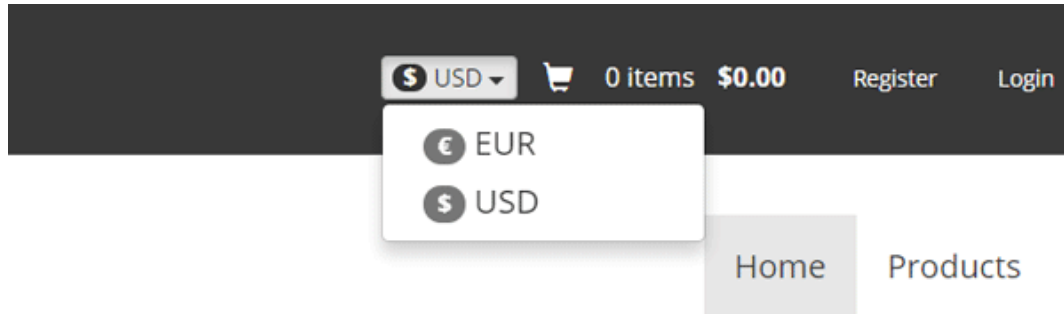 $ USD 0 items $0.00 Register Login
€ EUR
$ USD
Home Products